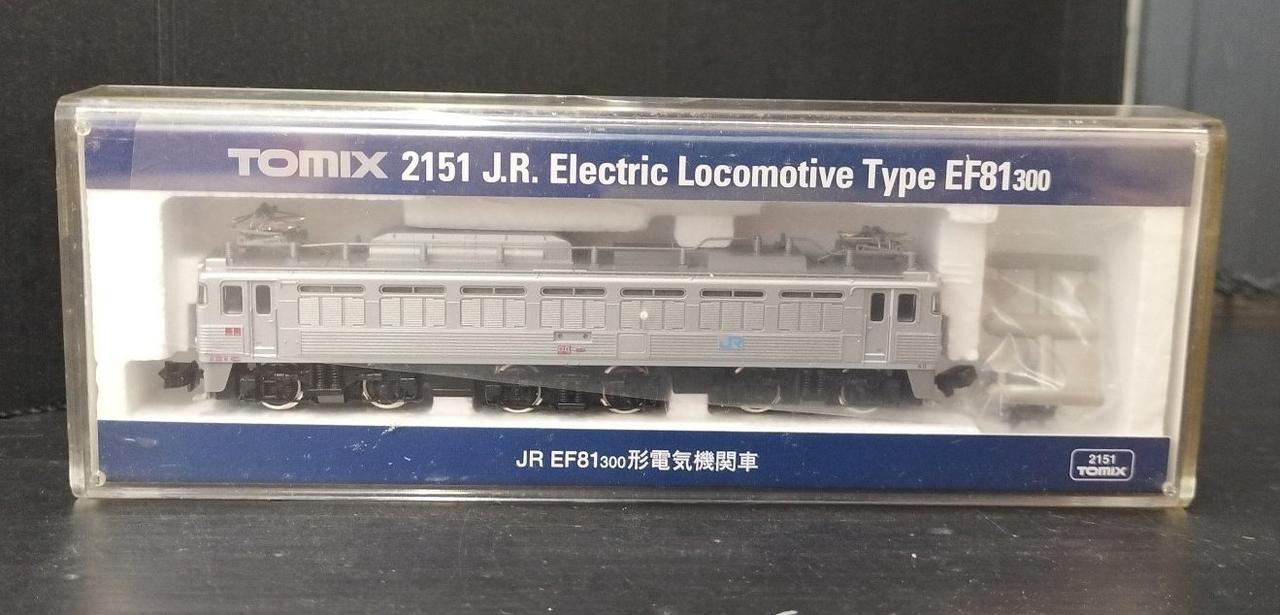 TOMIX 2151 J.R. Electric Locomotive Type EF81300
JR
JR EF81300形電気機関車
2151
TOMIX